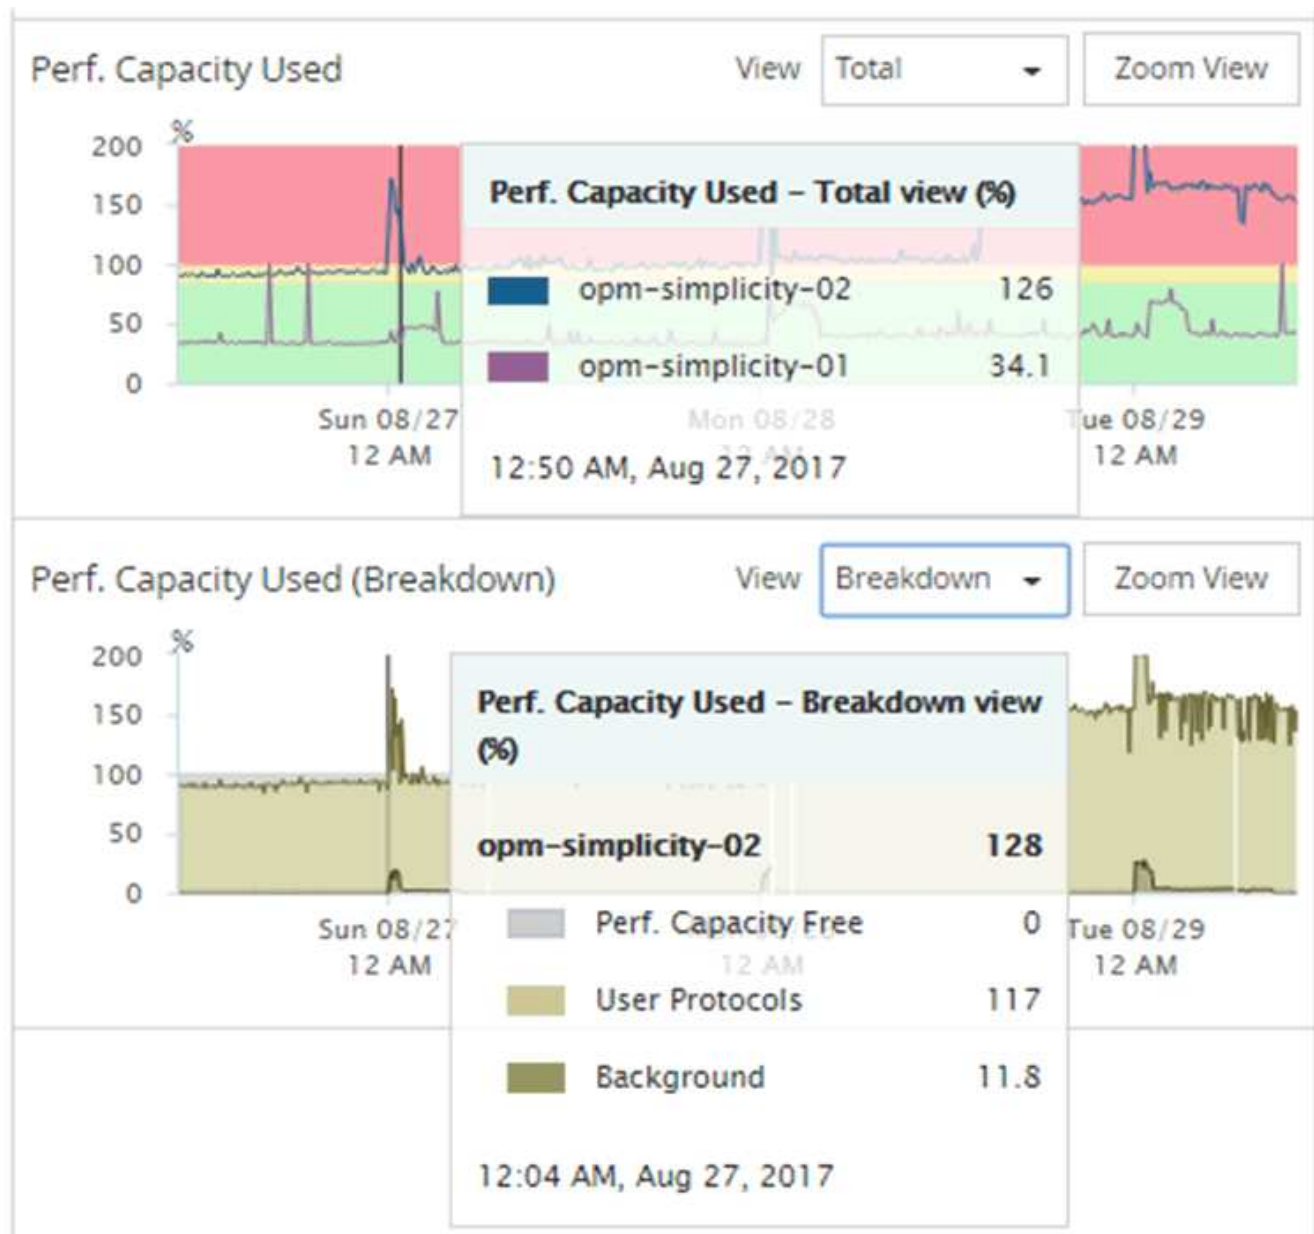 Perf. Capacity Used View Total Zoom View
%
200
150
100
50
0
Perf. Capacity Used – Total view (%)
opm-simplicity-02 126
opm-simplicity-01 34.1
12:50 AM, Aug 27, 2017
Sun 08/27 Mon 08/28 Tue 08/29
12 AM 12 AM 12 AM
Perf. Capacity Used (Breakdown) View Breakdown Zoom View
%
200
150
100
50
0
Perf. Capacity Used – Breakdown view
(%)
opm-simplicity-02 128
Perf. Capacity Free 0
User Protocols 117
Background 11.8
12:04 AM, Aug 27, 2017
Sun 08/27 Tue 08/29
12 AM 12 AM 12 AM